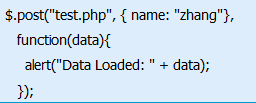 $.post("test.php", { name: "zhang"},
function(data){
alert("Data Loaded: " + data);
});